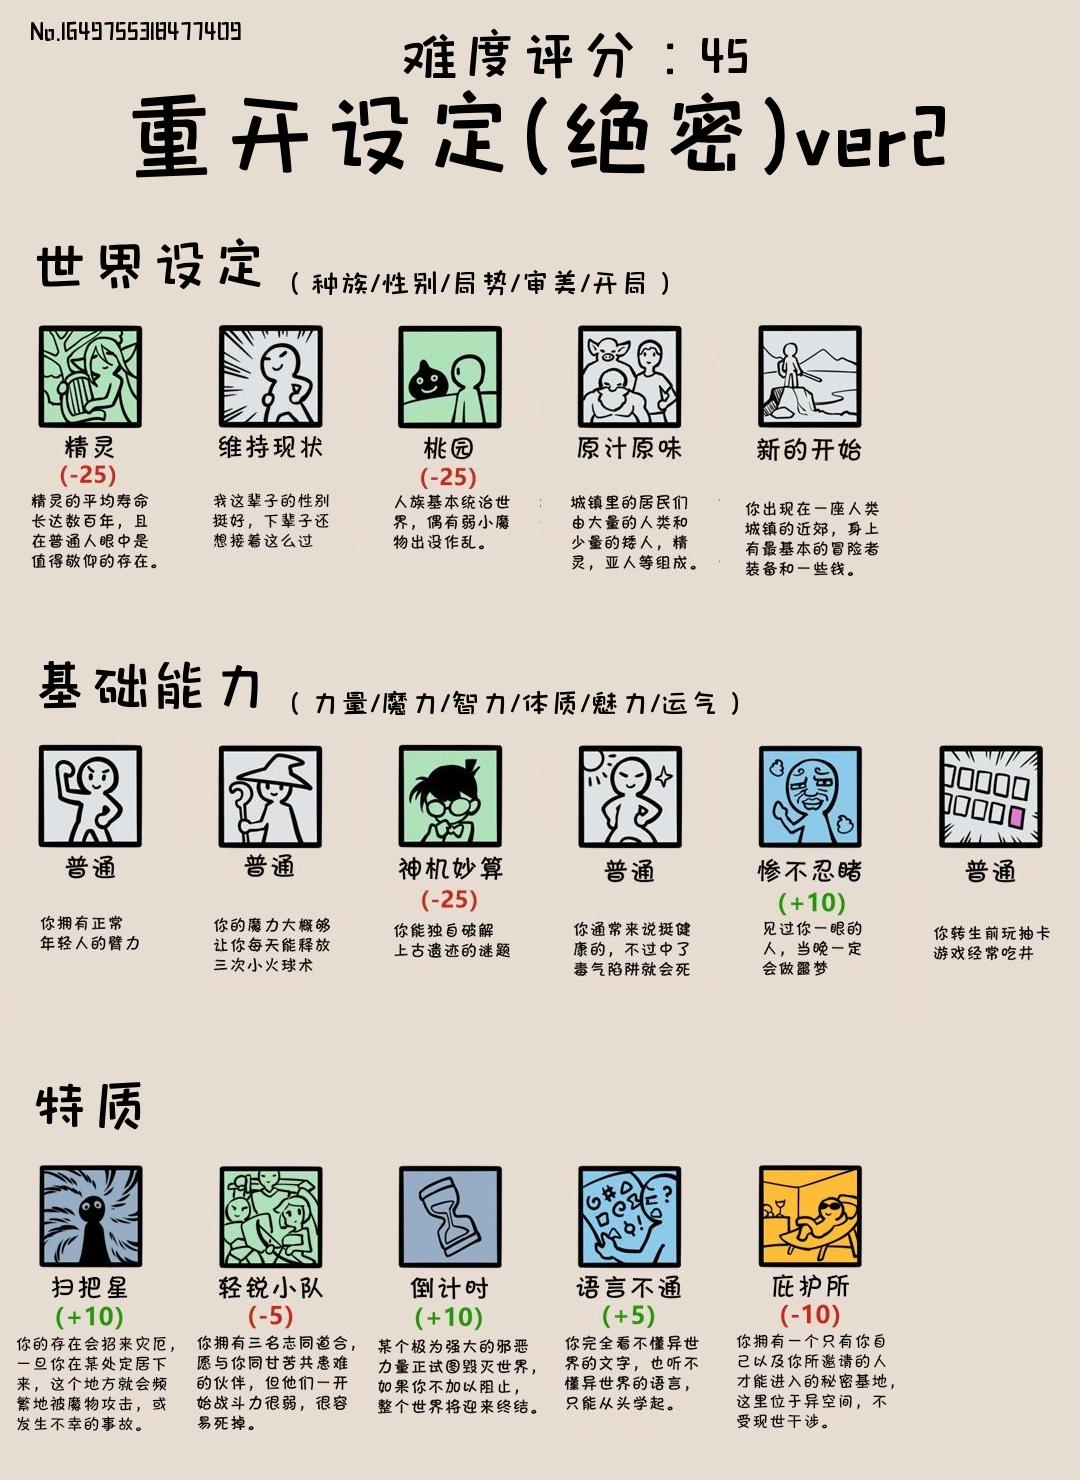 No.1649755318477409
难度评分：45
重开设定(绝密)ver2
世界设定（种族/性别/局势/审美/开局）
精灵
(-25)
精灵的平均寿命
长达数百年，且
在普通人眼中是
值得敬仰的存在。
维持现状
我这辈子的性别
挺好，下辈子还
想接着这么过
桃园
(-25)
人族基本统治世
界，偶有弱小魔
物出没作乱。
原汁原味
城镇里的居民们
由大量的人类和
少量的矮人，精
灵，亚人等组成。
新的开始
你出现在一座人类
城镇的近郊，身上
有最基本的冒险者
装备和一些钱。
基础能力（力量/魔力/智力/体质/魅力/运气）
普通
你拥有正常
年轻人的臂力
普通
你的魔力大概够
让你每天能释放
三次小火球术
神机妙算
(-25)
你能独自破解
上古遗迹的谜题
普通
你通常来说挺健
康的，不过中了
毒气陷阱就会死
惨不忍睹
(+10)
见过你一眼的
人，当晚一定
会做噩梦
普通
你转生前玩抽卡
游戏经常吃井
特质
扫把星
(+10)
你的存在会招来灾厄，
一旦你在某处定居下
来，这个地方就会频
繁地被魔物攻击，或
发生不幸的事故。
轻锐小队
(-5)
你拥有三名志同道合，
愿与你同甘苦共患难
的伙伴，但他们一开
始战斗力很弱，很容
易死掉。
倒计时
(+10)
某个极为强大的邪恶
力量正试图毁灭世界，
如果你不加以阻止，
整个世界将迎来终结。
语言不通
(+5)
你完全看不懂异世
界的文字，也听不
懂异世界的语言，
只能从头学起。
庇护所
(-10)
你拥有一个只有你自
己以及你所邀请的人
才能进入的秘密基地，
这里位于异空间，不
受现世干涉。